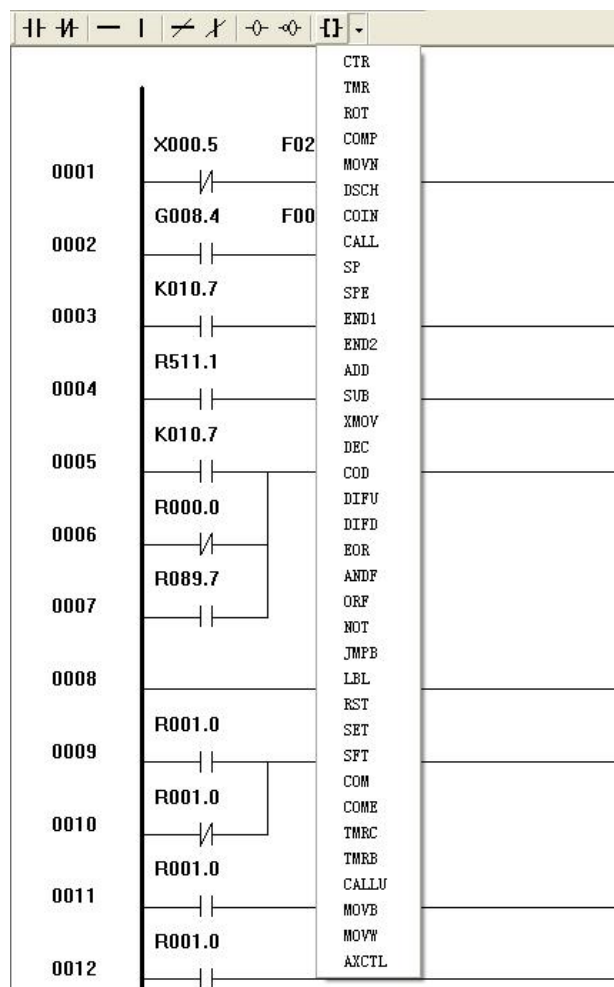 CTR
TMR
ROT
COMP
MOVN
DSCH
COIN
CALL
SP
SPE
END1
END2
ADD
SUB
XMOV
DEC
COD
DIFU
DIFD
EOR
ANDF
ORF
NOT
JMPB
LBL
RST
SET
SFT
COM
COME
TMRC
TMRB
CALLU
MOVB
MOVW
AXCTL
X000.5 F02
0001
G008.4 F00
0002
K010.7
0003
R511.1
0004
K010.7
0005
R000.0
0006
R089.7
0007
0008
R001.0
0009
R001.0
0010
R001.0
0011
R001.0
0012